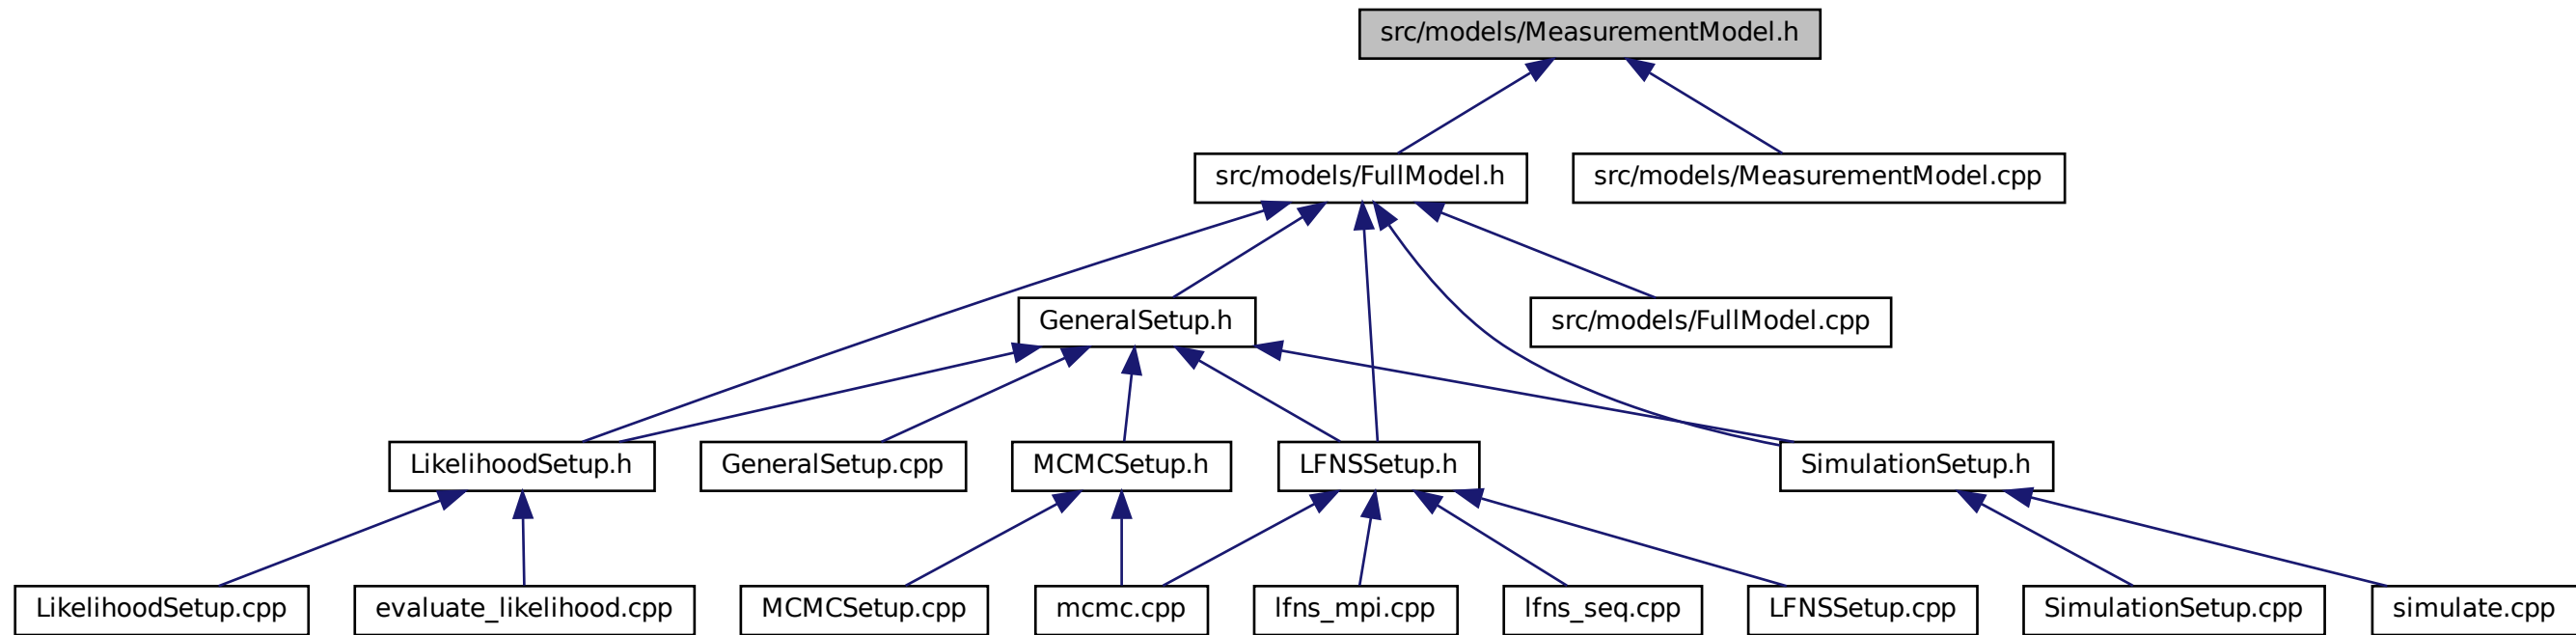 src/models/MeasurementModel.h
src/models/FullModel.h
src/models/MeasurementModel.cpp
GeneralSetup.h
src/models/FullModel.cpp
LikelihoodSetup.h
GeneralSetup.cpp
MCMCSetup.h
LFNSSetup.h
SimulationSetup.h
LikelihoodSetup.cpp
evaluate_likelihood.cpp
MCMCSetup.cpp
mcmc.cpp
lfns_mpi.cpp
lfns_seq.cpp
LFNSSetup.cpp
SimulationSetup.cpp
simulate.cpp